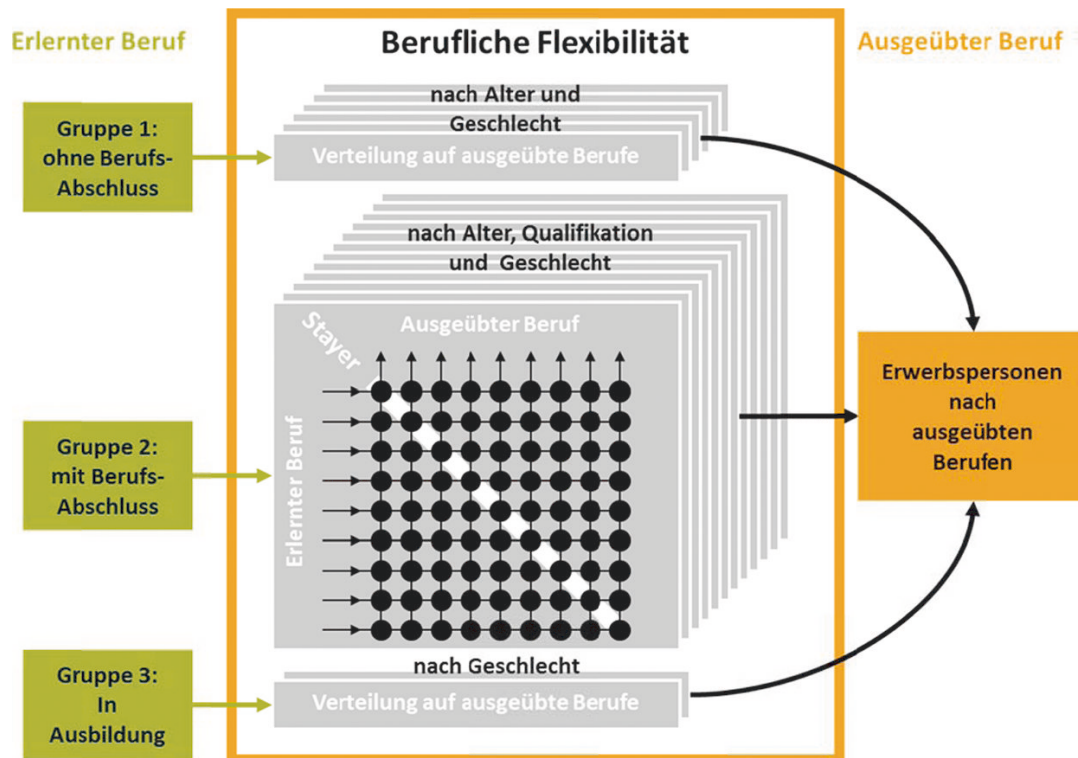 Erlernter Beruf
Berufliche Flexibilität
Ausgeübter Beruf
Gruppe 1:
ohne Berufs-
Abschluss
nach Alter und
Geschlecht
Verteilung auf ausgeübte Berufe
Gruppe 2:
mit Berufs-
Abschluss
nach Alter, Qualifikation
und Geschlecht
Stayer
Ausgeübter Beruf
Erlernter Beruf
Gruppe 3:
In
Ausbildung
nach Geschlecht
Verteilung auf ausgeübte Berufe
Erwerbspersonen
nach
ausgeübten
Berufen